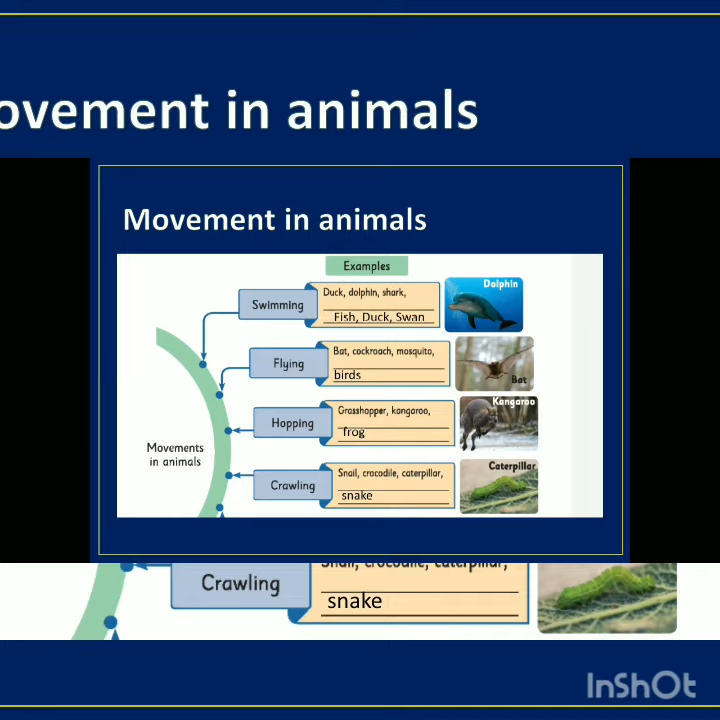 ovement in animals
Movement in animals
Examples
Swimming
Duck, dolphin, shark,
Fish, Duck, Swan
Dolphin
Flying
Bat, cockroach, mosquito,
birds
Bat
Hopping
Grasshopper, kangaroo,
frog
Kangaroo
Movements
in animals
Crawling
Snail, crocodile, caterpillar,
snake
Caterpillar
Snail, crocodile, caterpillar,
Crawling
snake
InShOt